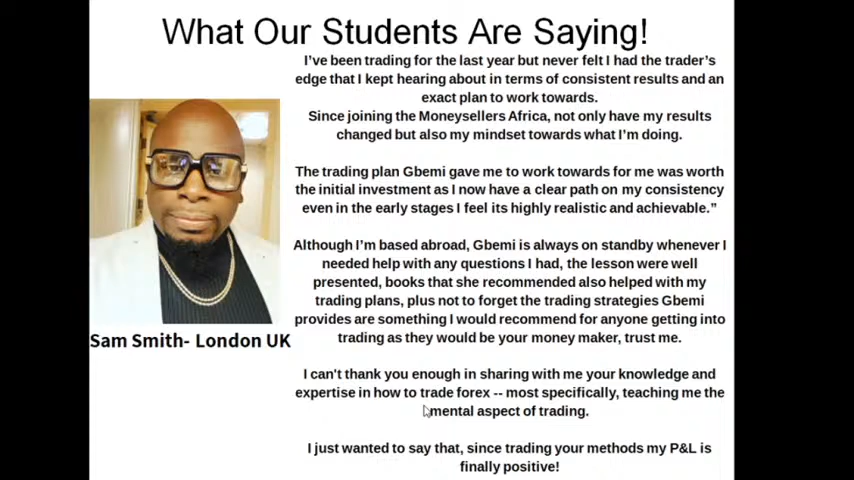 What Our Students Are Saying!
I've been trading for the last year but never felt I had the trader's
edge that I kept hearing about in terms of consistent results and an
exact plan to work towards.
Since joining the Moneysellers Africa, not only have my results
changed but also my mindset towards what I'm doing.
The trading plan Gbemi gave me to work towards for me was worth
the initial investment as I now have a clear path on my consistency
even in the early stages I feel its highly realistic and achievable.”
Although I'm based abroad, Gbemi is always on standby whenever I
needed help with any questions I had, the lesson were well
presented, books that she recommended also helped with my
trading plans, plus not to forget the trading strategies Gbemi
provides are something I would recommend for anyone getting into
trading as they would be your money maker, trust me.
I can't thank you enough in sharing with me your knowledge and
expertise in how to trade forex -- most specifically, teaching me the
mental aspect of trading.
I just wanted to say that, since trading your methods my P&L is
finally positive!
Sam Smith- London UK